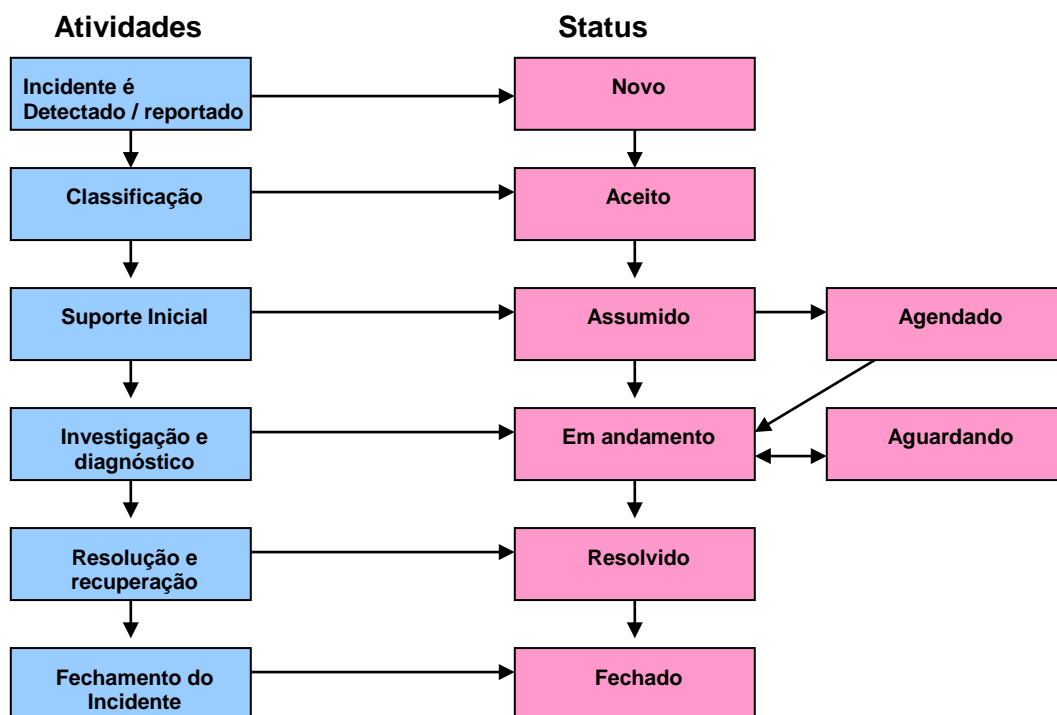 Atividades
Status
Incidente é
Detectado / reportado
Novo
Classificação
Aceito
Suporte Inicial
Assumido
Agendado
Investigação e
diagnóstico
Em andamento
Aguardando
Resolução e
recuperação
Resolvido
Fechamento do
Incidente
Fechado